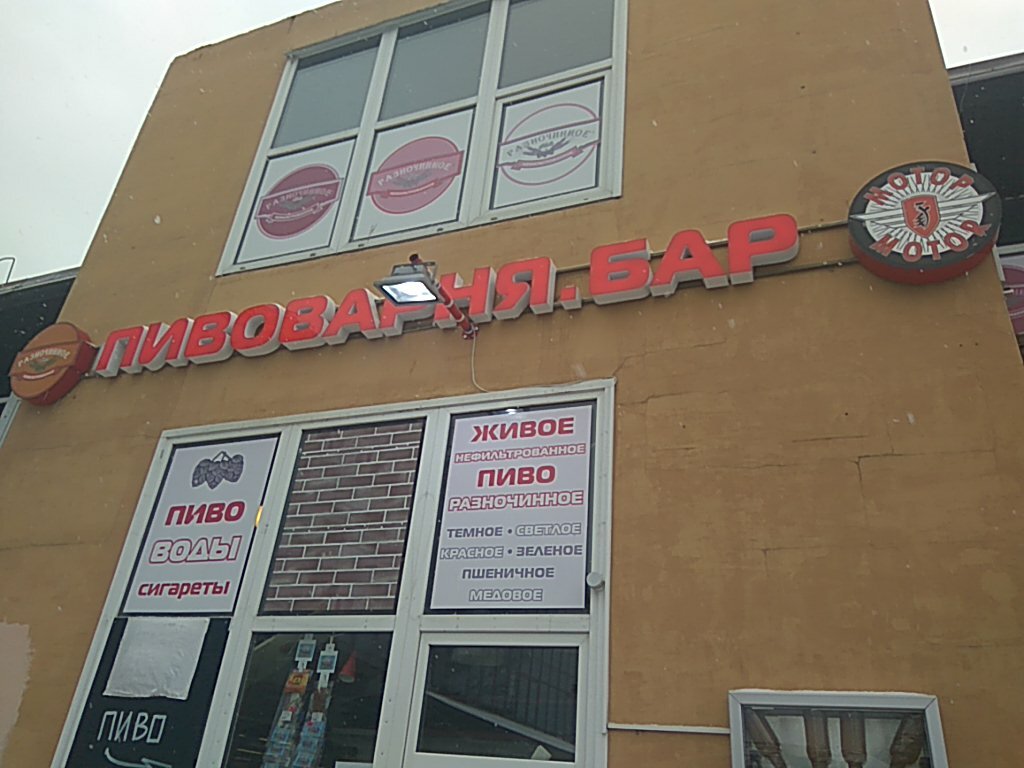 РАЗНОЧИННОЕ
РАЗНОЧИННОЕ
РАЗНОЧИННОЕ
РАЗНОЧИННОЕ
ПИВОВАРНЯ.БАР
МОТОР
МОТОР
ПИВО
ВОДЫ
сигареты
ЖИВОЕ
НЕФИЛЬТРОВАННОЕ
ПИВО
РАЗНОЧИННОЕ
ТЕМНОЕ • СВЕТЛОЕ
КРАСНОЕ • ЗЕЛЕНОЕ
ПШЕНИЧНОЕ
МЕДОВОЕ
ПИВО